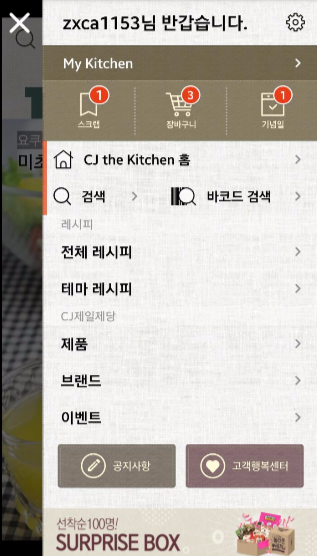 zxca1153님 반갑습니다.
My Kitchen
1 3 1
스크랩 장바구니 기념일
CJ the Kitchen 홈
검색 바코드 검색
레시피
전체 레시피
테마 레시피
CJ제일제당
제품
브랜드
이벤트
공지사항 고객행복센터
선착순100명!
SURPRISE BOX
요쿠
미초